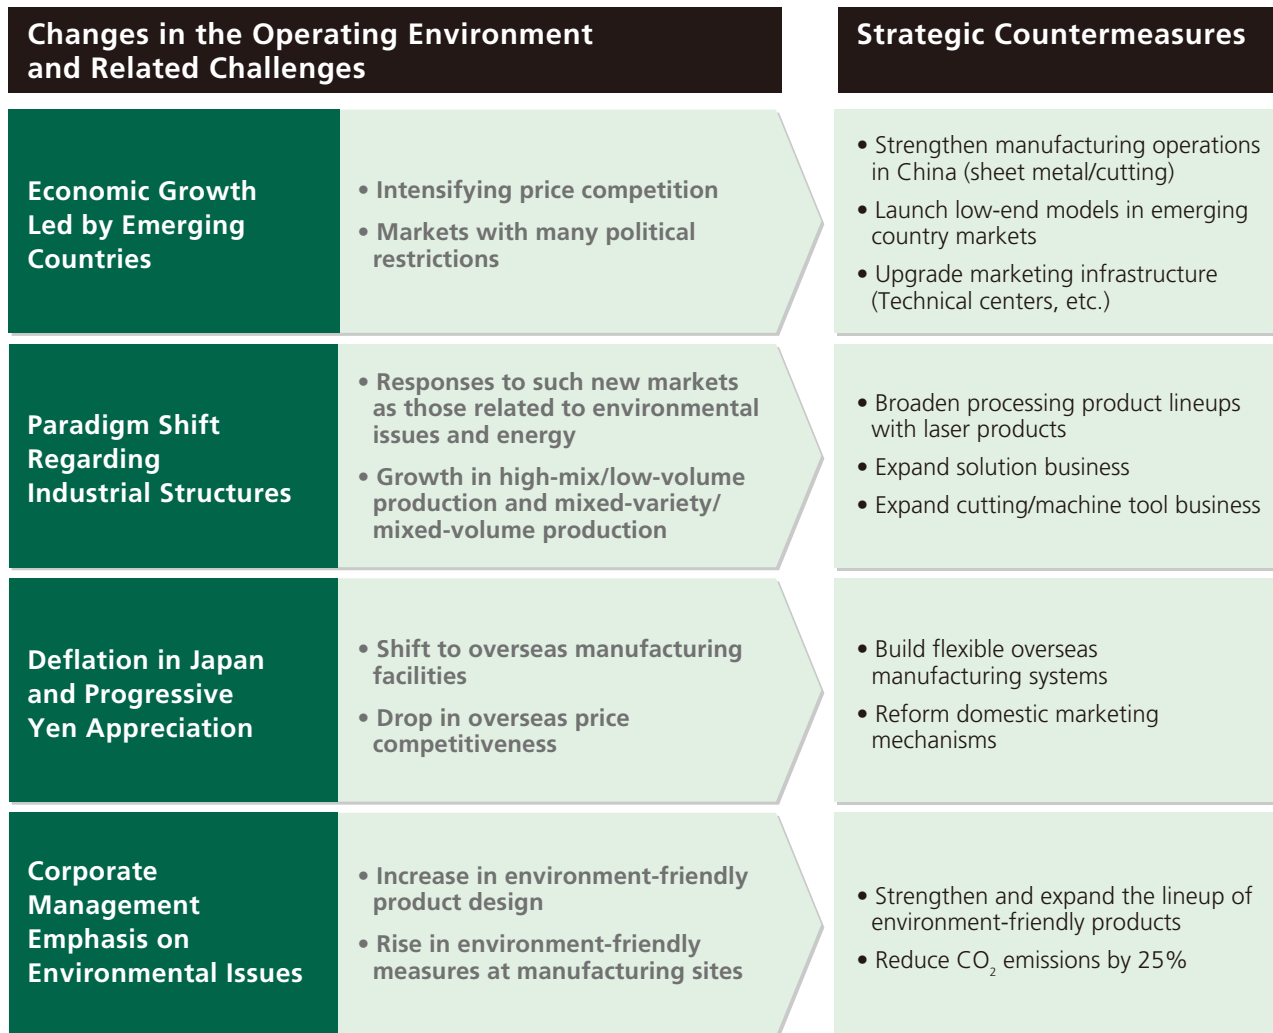 Changes in the Operating Environment
and Related Challenges
Strategic Countermeasures
Economic Growth
Led by Emerging
Countries
• Intensifying price competition
• Markets with many political
restrictions
• Strengthen manufacturing operations
in China (sheet metal/cutting)
• Launch low-end models in emerging
country markets
• Upgrade marketing infrastructure
(Technical centers, etc.)
Paradigm Shift
Regarding
Industrial Structures
• Responses to such new markets
as those related to environmental
issues and energy
• Growth in high-mix/low-volume
production and mixed-variety/
mixed-volume production
• Broaden processing product lineups
with laser products
• Expand solution business
• Expand cutting/machine tool business
Deflation in Japan
and Progressive
Yen Appreciation
• Shift to overseas manufacturing
facilities
• Drop in overseas price
competitiveness
• Build flexible overseas
manufacturing systems
• Reform domestic marketing
mechanisms
Corporate
Management
Emphasis on
Environmental Issues
• Increase in environment-friendly
product design
• Rise in environment-friendly
measures at manufacturing sites
• Strengthen and expand the lineup of
environment-friendly products
• Reduce CO₂ emissions by 25%